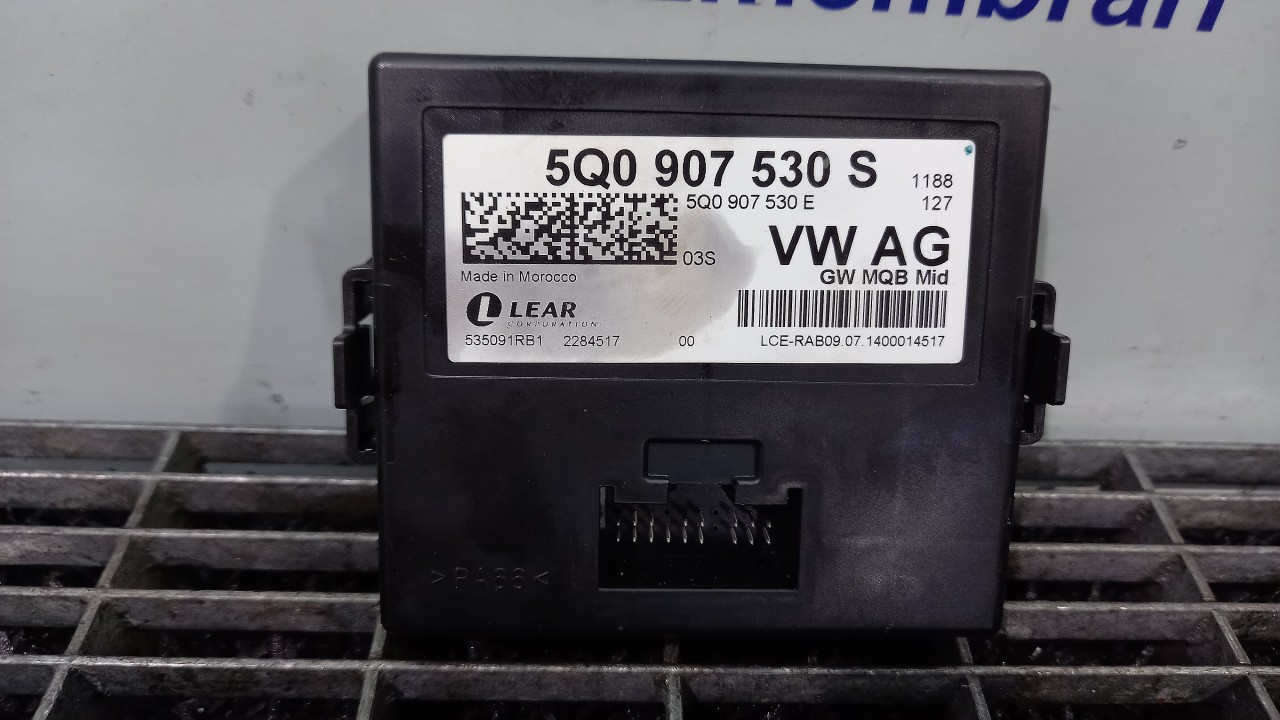 5Q0 907 530 S 1188
5Q0 907 530 E 127
VW AG
03S
GW MQB Mid
Made in Morocco
LEAR
CORPORATION
535091RB1 2284517 00 LCE-RAB09.07.1400014517
>PA66<